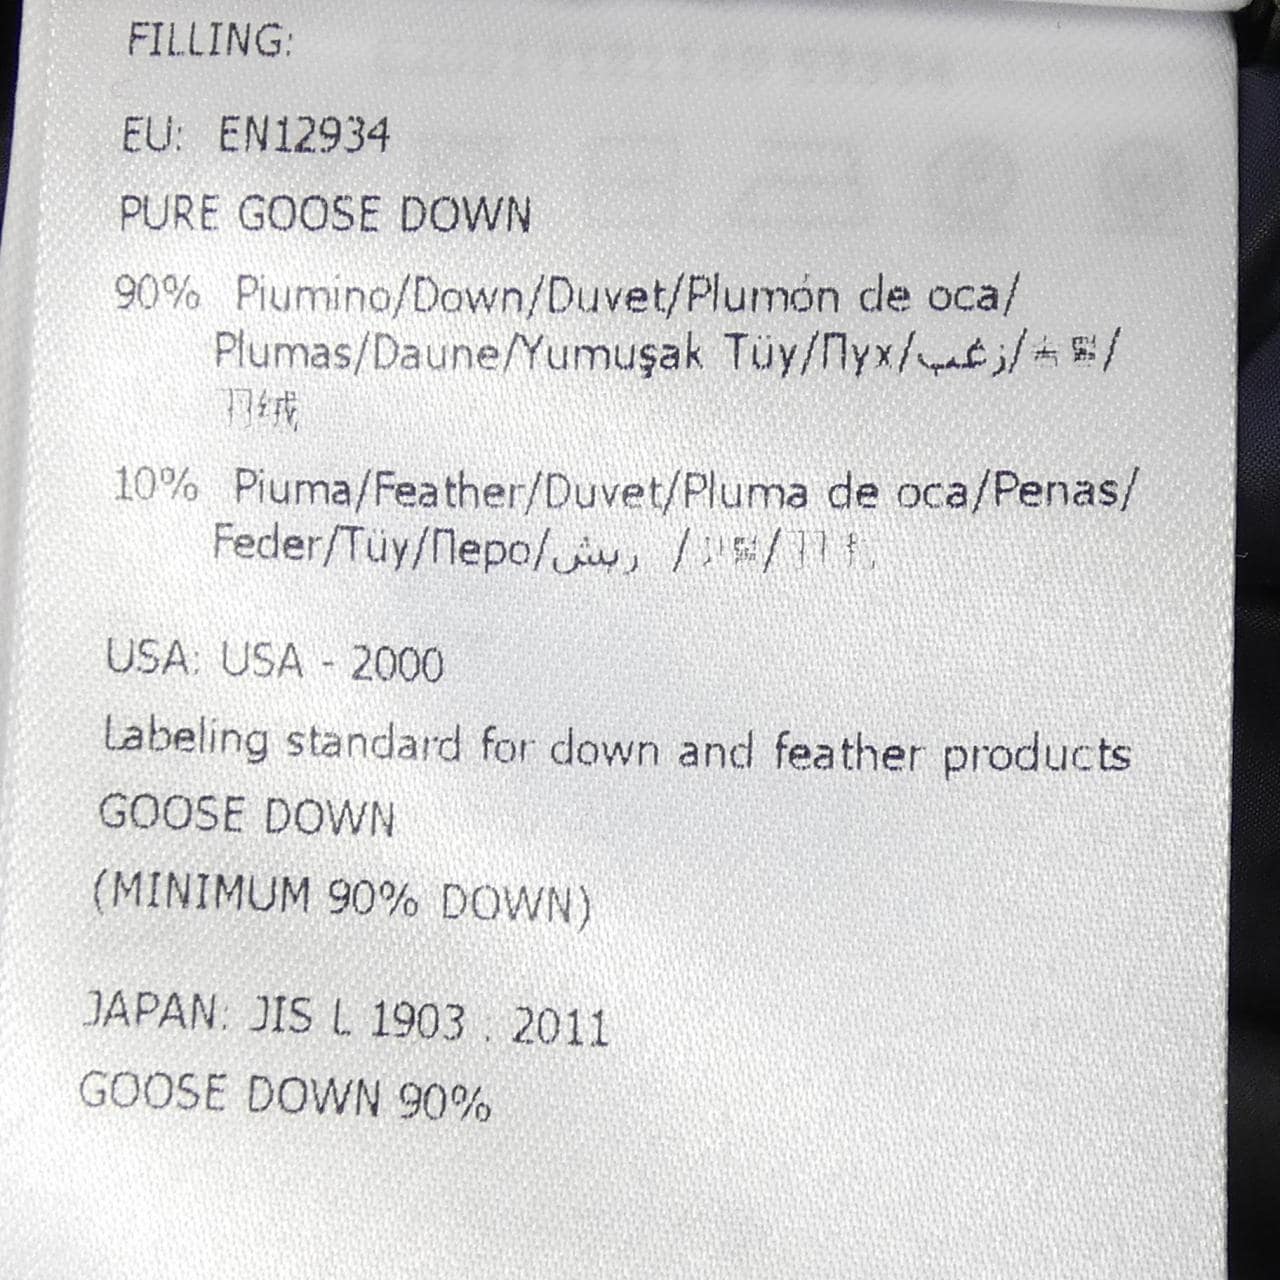 FILLING:
EU: EN12934
PURE GOOSE DOWN
90% Piumino/Down/Duvet/Plumón de oca/
Plumas/Daune/Yumuşak Tüy/Пух/زغب/
羽绒
10% Piuma/Feather/Duvet/Pluma de oca/Penas/
Feder/Tüy/Перо/ريش /
USA: USA - 2000
Labeling standard for down and feather products
GOOSE DOWN
(MINIMUM 90% DOWN)
JAPAN: JIS L 1903 . 2011
GOOSE DOWN 90%